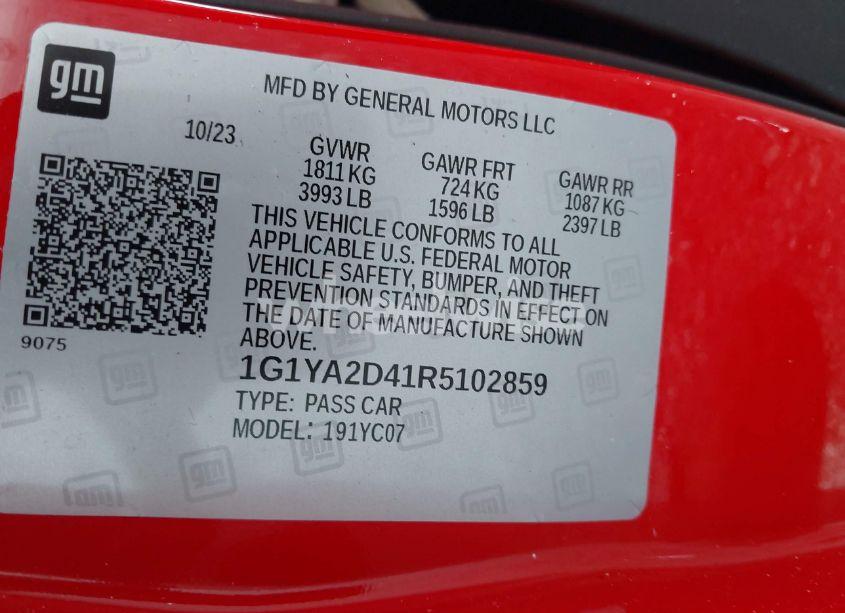 gm
MFD BY GENERAL MOTORS LLC
10/23
GVWR
1811 KG
3993 LB
GAWR FRT
724 KG
1596 LB
GAWR RR
1087 KG
2397 LB
THIS VEHICLE CONFORMS TO ALL
APPLICABLE U.S. FEDERAL MOTOR
VEHICLE SAFETY, BUMPER, AND THEFT
PREVENTION STANDARDS IN EFFECT ON
THE DATE OF MANUFACTURE SHOWN
ABOVE.
9075
1G1YA2D41R5102859
TYPE: PASS CAR
MODEL: 191YC07